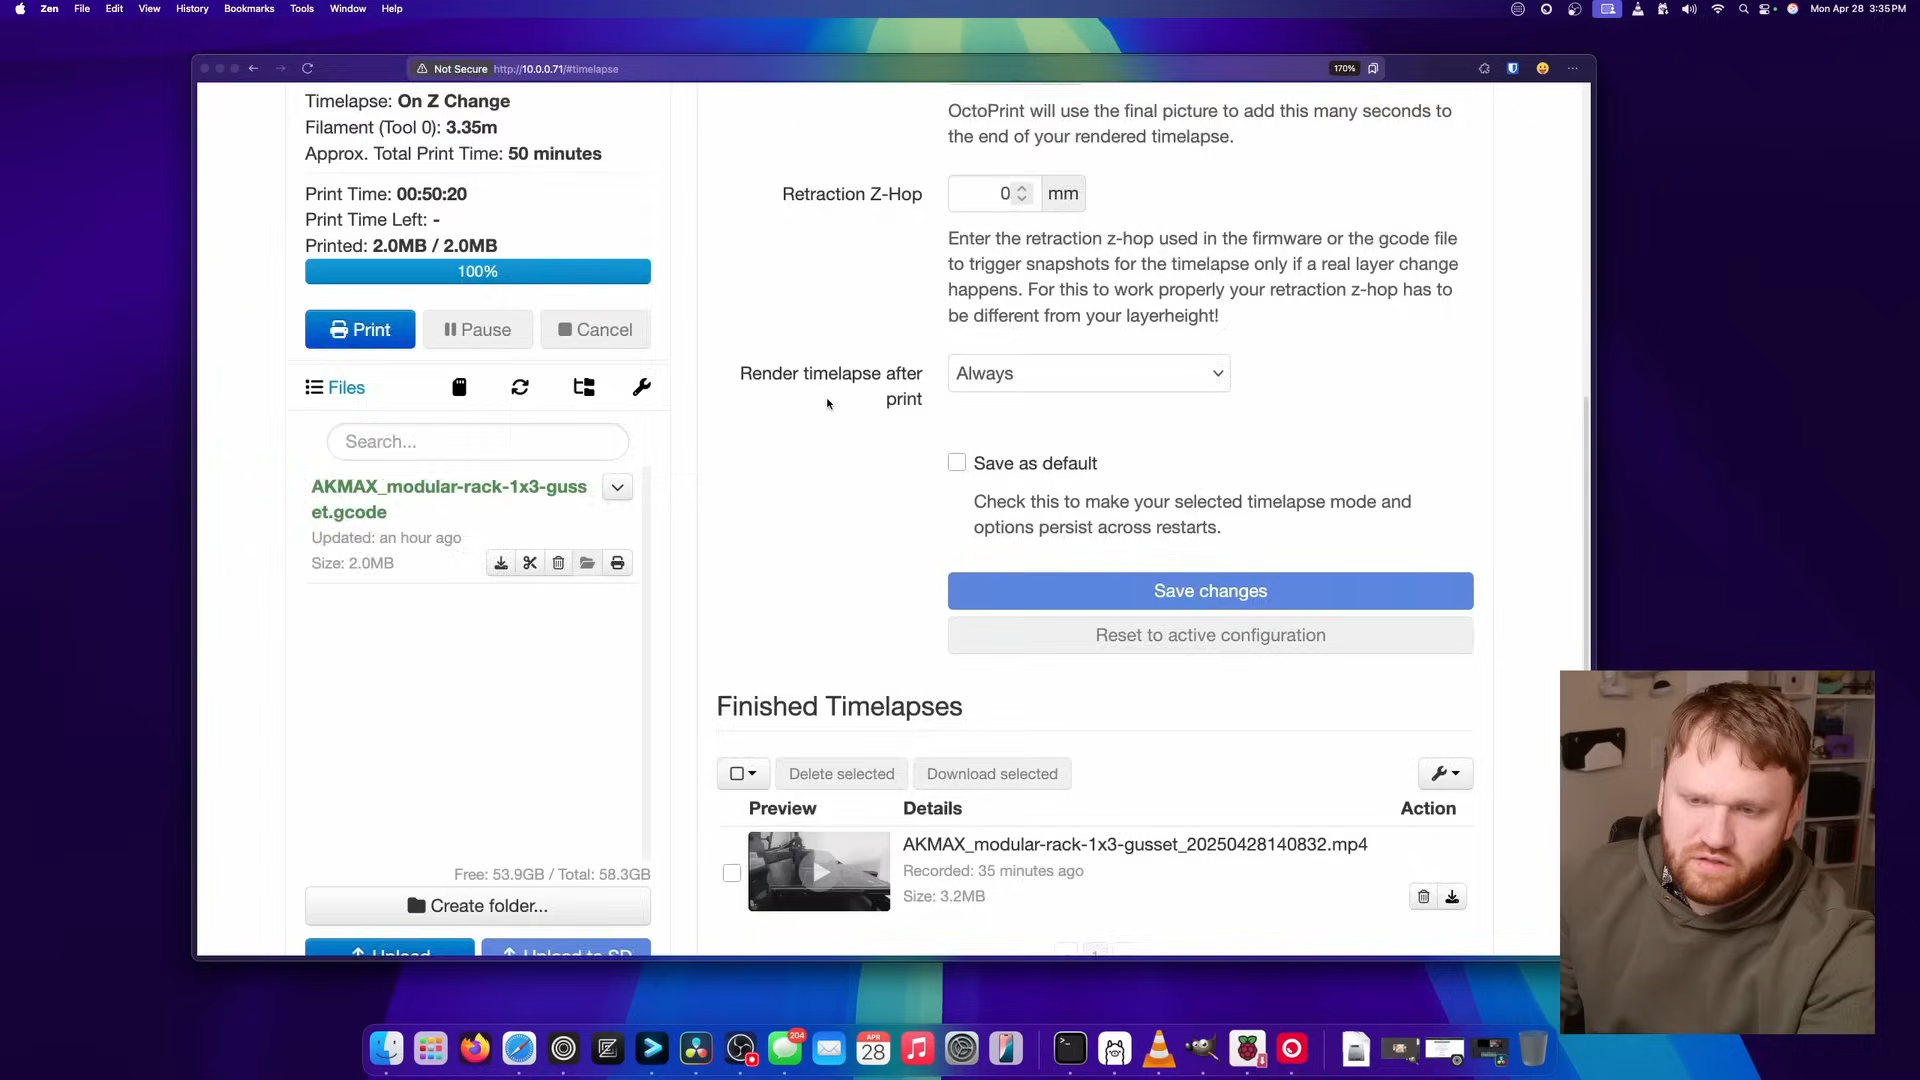 Zen File Edit View History Bookmarks Tools Window Help
Mon Apr 28 3:35PM
Not Secure http://10.0.0.71/#timelapse
170%
Timelapse: On Z Change
Filament (Tool 0): 3.35m
Approx. Total Print Time: 50 minutes
Print Time: 00:50:20
Print Time Left: -
Printed: 2.0MB / 2.0MB
100%
Print
Pause
Cancel
Files
Search...
AKMAX_modular-rack-1x3-guss
et.gcode
Updated: an hour ago
Size: 2.0MB
Free: 53.9GB / Total: 58.3GB
Create folder...
Upload
Upload to SD
OctoPrint will use the final picture to add this many seconds to
the end of your rendered timelapse.
Retraction Z-Hop
0
mm
Enter the retraction z-hop used in the firmware or the gcode file
to trigger snapshots for the timelapse only if a real layer change
happens. For this to work properly your retraction z-hop has to
be different from your layerheight!
Render timelapse after
print
Always
Save as default
Check this to make your selected timelapse mode and
options persist across restarts.
Save changes
Reset to active configuration
Finished Timelapses
Delete selected
Download selected
Preview Details Action
AKMAX_modular-rack-1x3-gusset_20250428140832.mp4
Recorded: 35 minutes ago
Size: 3.2MB
204
APR
28